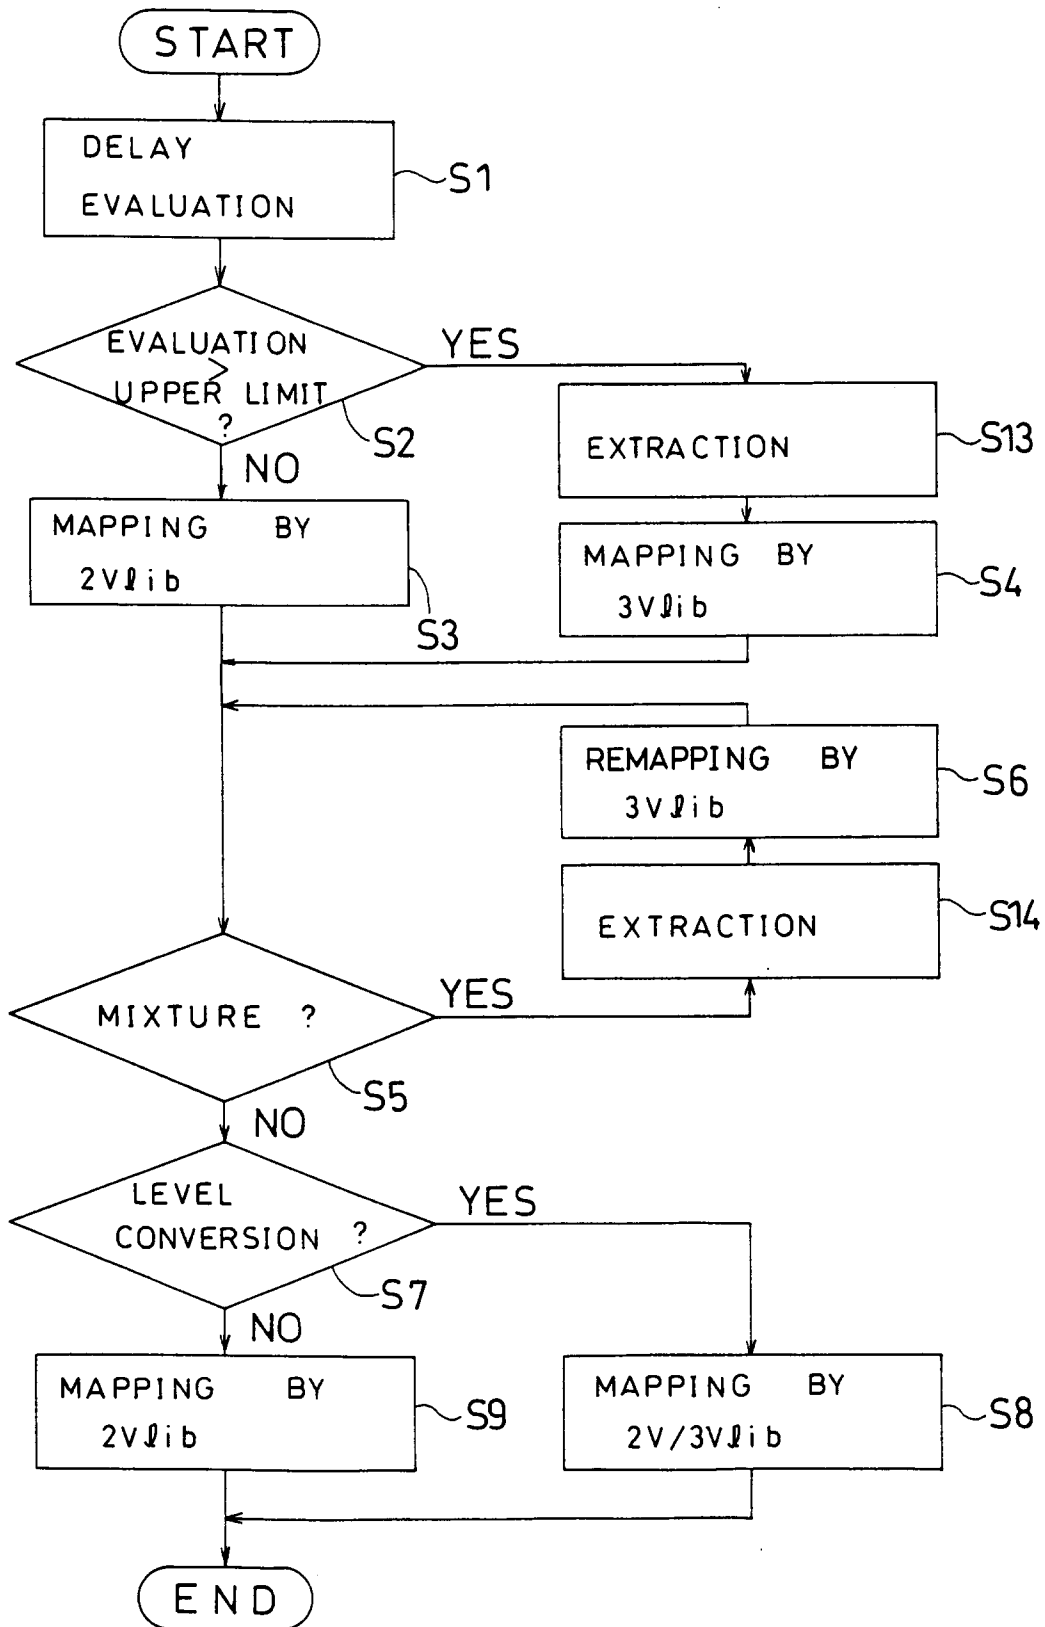 START
DELAY
EVALUATION
S1
EVALUATION
>
UPPER LIMIT
?
YES
S2
NO
EXTRACTION
S13
MAPPING BY
2Vlib
S3
MAPPING BY
3Vlib
S4
REMAPPING BY
3Vlib
S6
EXTRACTION
S14
MIXTURE ?
YES
S5
NO
LEVEL
CONVERSION ?
YES
S7
NO
MAPPING BY
2Vlib
S9
MAPPING BY
2V/3Vlib
S8
END